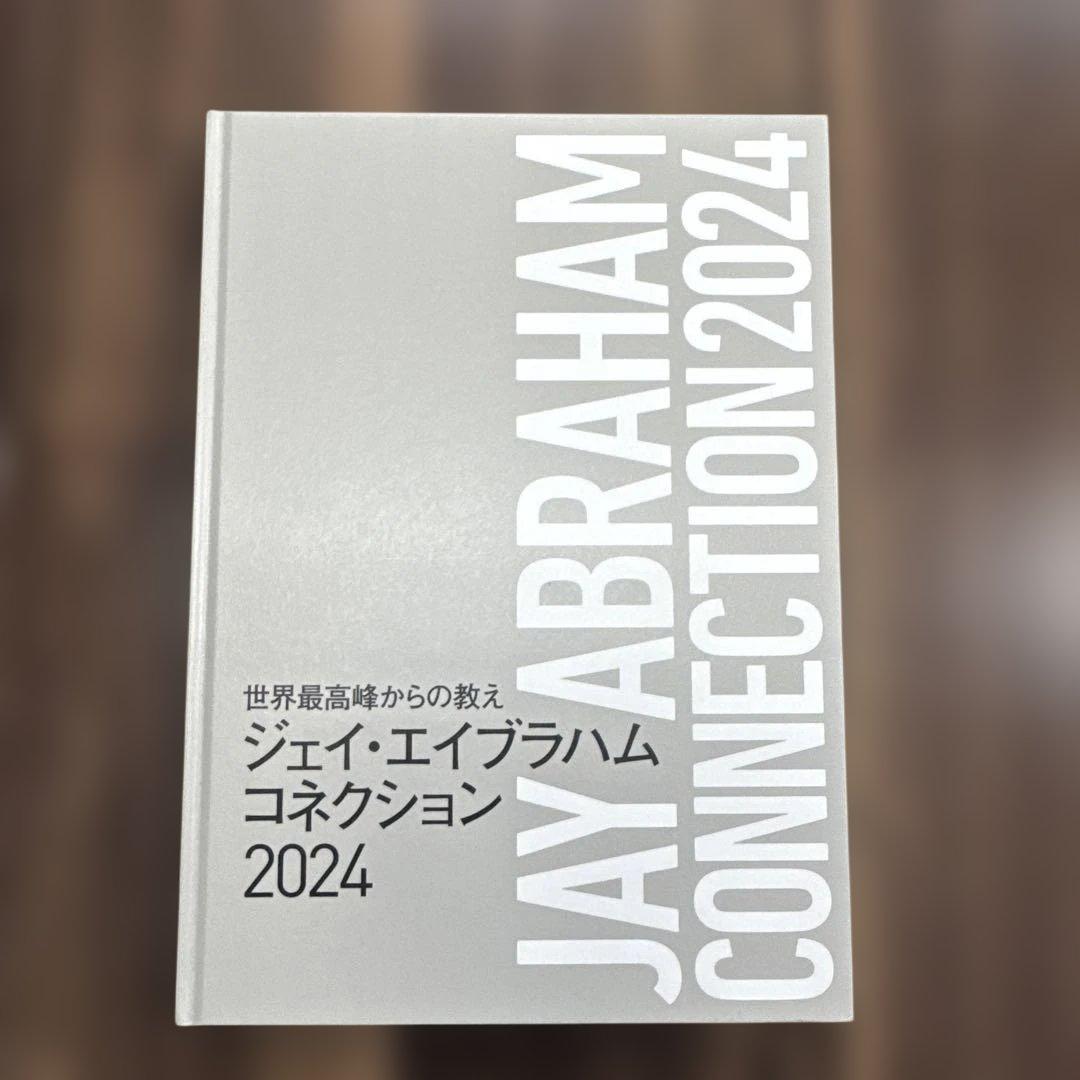 世界最高峰からの教え
ジェイ・エイブラハム
コネクション
2024
JAY ABRAHAM
CONNECTION 2024